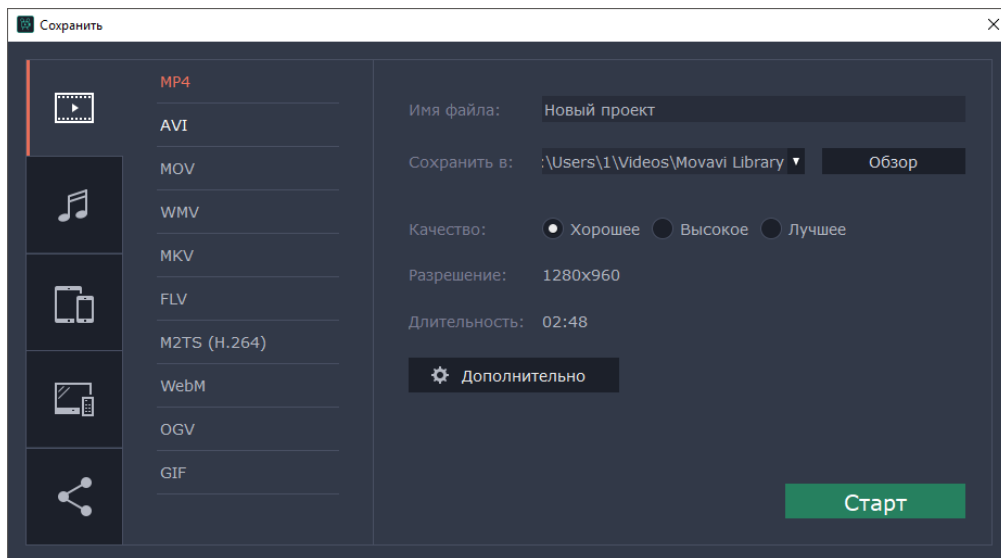 Сохранить
MP4
AVI
MOV
WMV
MKV
FLV
M2TS (H.264)
WebM
OGV
GIF
Имя файла: Новый проект
Сохранить в: :\Users\1\Videos\Movavi Library Обзор
Качество: Хорошее Высокое Лучшее
Разрешение: 1280x960
Длительность: 02:48
Дополнительно
Старт